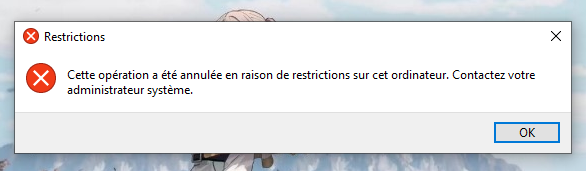 Restrictions
Cette opération a été annulée en raison de restrictions sur cet ordinateur. Contactez votre
administrateur système.
OK